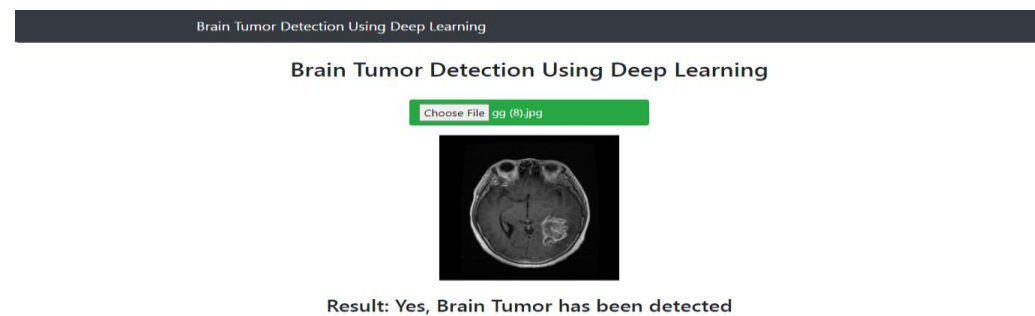 Brain Tumor Detection Using Deep Learning
Brain Tumor Detection Using Deep Learning
Choose File gg (8).jpg
Result: Yes, Brain Tumor has been detected